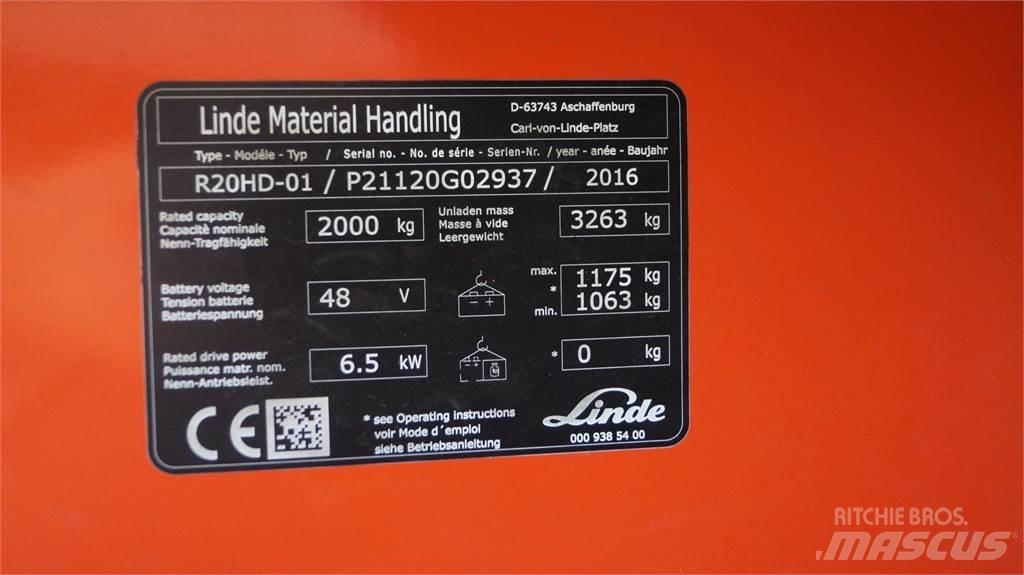 Linde Material Handling
D-63743 Aschaffenburg
Carl-von-Linde-Platz
Type - Modéle - Typ / Serial no. - No. de série - Serien-Nr. / year - anée - Baujahr
R20HD-01 / P21120G02937 / 2016
Rated capacity
Capacité nominale
Nenn-Tragfähigkeit
2000 kg
Unladen mass
Masse à vide
Leergewicht
3263 kg
Battery voltage
Tension batterie
Batteriespannung
48 V
max. 1175 kg
*
min. 1063 kg
Rated drive power
Puissance matr. nom.
Nenn-Antriebsleist.
6.5 kW
* 0 kg
CE
* see Operating Instructions
voir Mode d´emploi
siehe Betriebsanleitung
Linde
000 938 54 00
RITCHIE BROS.
MASCUS